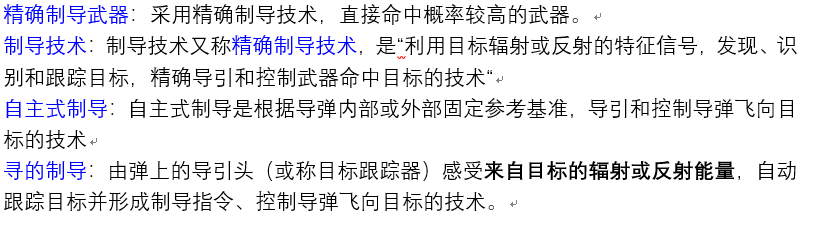 精确制导武器：采用精确制导技术，直接命中概率较高的武器。
制导技术：制导技术又称精确制导技术，是“利用目标辐射或反射的特征信号，发现、识
别和跟踪目标，精确导引和控制武器命中目标的技术“
自主式制导：自主式制导是根据导弹内部或外部固定参考基准，导引和控制导弹飞向目
标的技术
寻的制导：由弹上的导引头（或称目标跟踪器）感受来自目标的辐射或反射能量，自动
跟踪目标并形成制导指令、控制导弹飞向目标的技术。